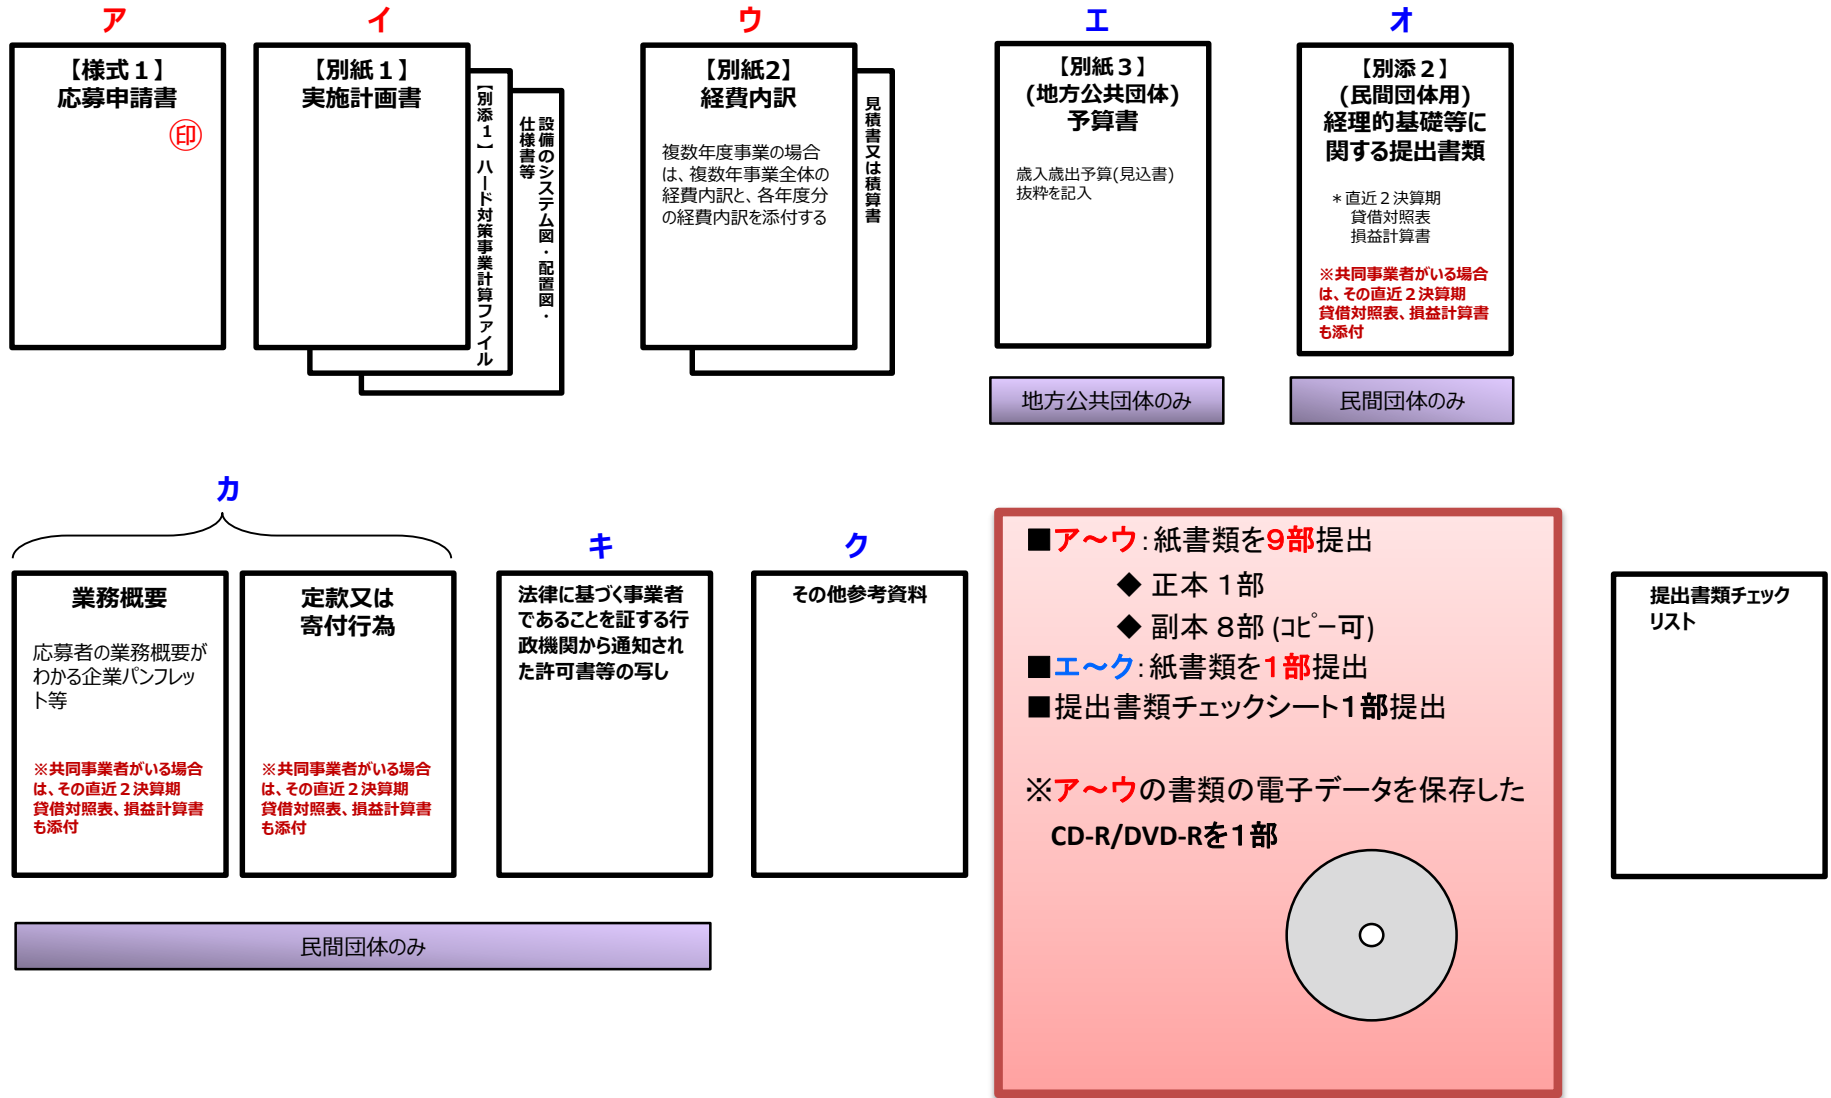 ア
【様式１】
応募申請書
印
イ
【別紙１】
実施計画書
【別添１】ハード対策事業計算ファイル
設備のシステム図・配置図・
仕様書等
ウ
【別紙2】
経費内訳
複数年度事業の場合
は、複数年事業全体の
経費内訳と、各年度分
の経費内訳を添付する
見積書又は積算書
エ
【別紙３】
(地方公共団体)
予算書
歳入歳出予算(見込書)
抜粋を記入
地方公共団体のみ
オ
【別添２】
(民間団体用)
経理的基礎等に
関する提出書類
＊直近２決算期
貸借対照表
損益計算書
※共同事業者がいる場合
は、その直近２決算期
貸借対照表、損益計算書
も添付
民間団体のみ
カ
業務概要
応募者の業務概要が
わかる企業パンフレッ
ト等
※共同事業者がいる場合
は、その直近２決算期
貸借対照表、損益計算書
も添付
定款又は
寄付行為
※共同事業者がいる場合
は、その直近２決算期
貸借対照表、損益計算書
も添付
キ
法律に基づく事業者
であることを証する行
政機関から通知され
た許可書等の写し
民間団体のみ
ク
その他参考資料
■ア～ウ：紙書類を９部提出
◆ 正本 １部
◆ 副本 ８部 (ｺﾋﾟｰ可)
■エ～ク：紙書類を１部提出
■提出書類チェックシート１部提出
※ア～ウの書類の電子データを保存した
CD-R/DVD-Rを１部
提出書類チェック
リスト